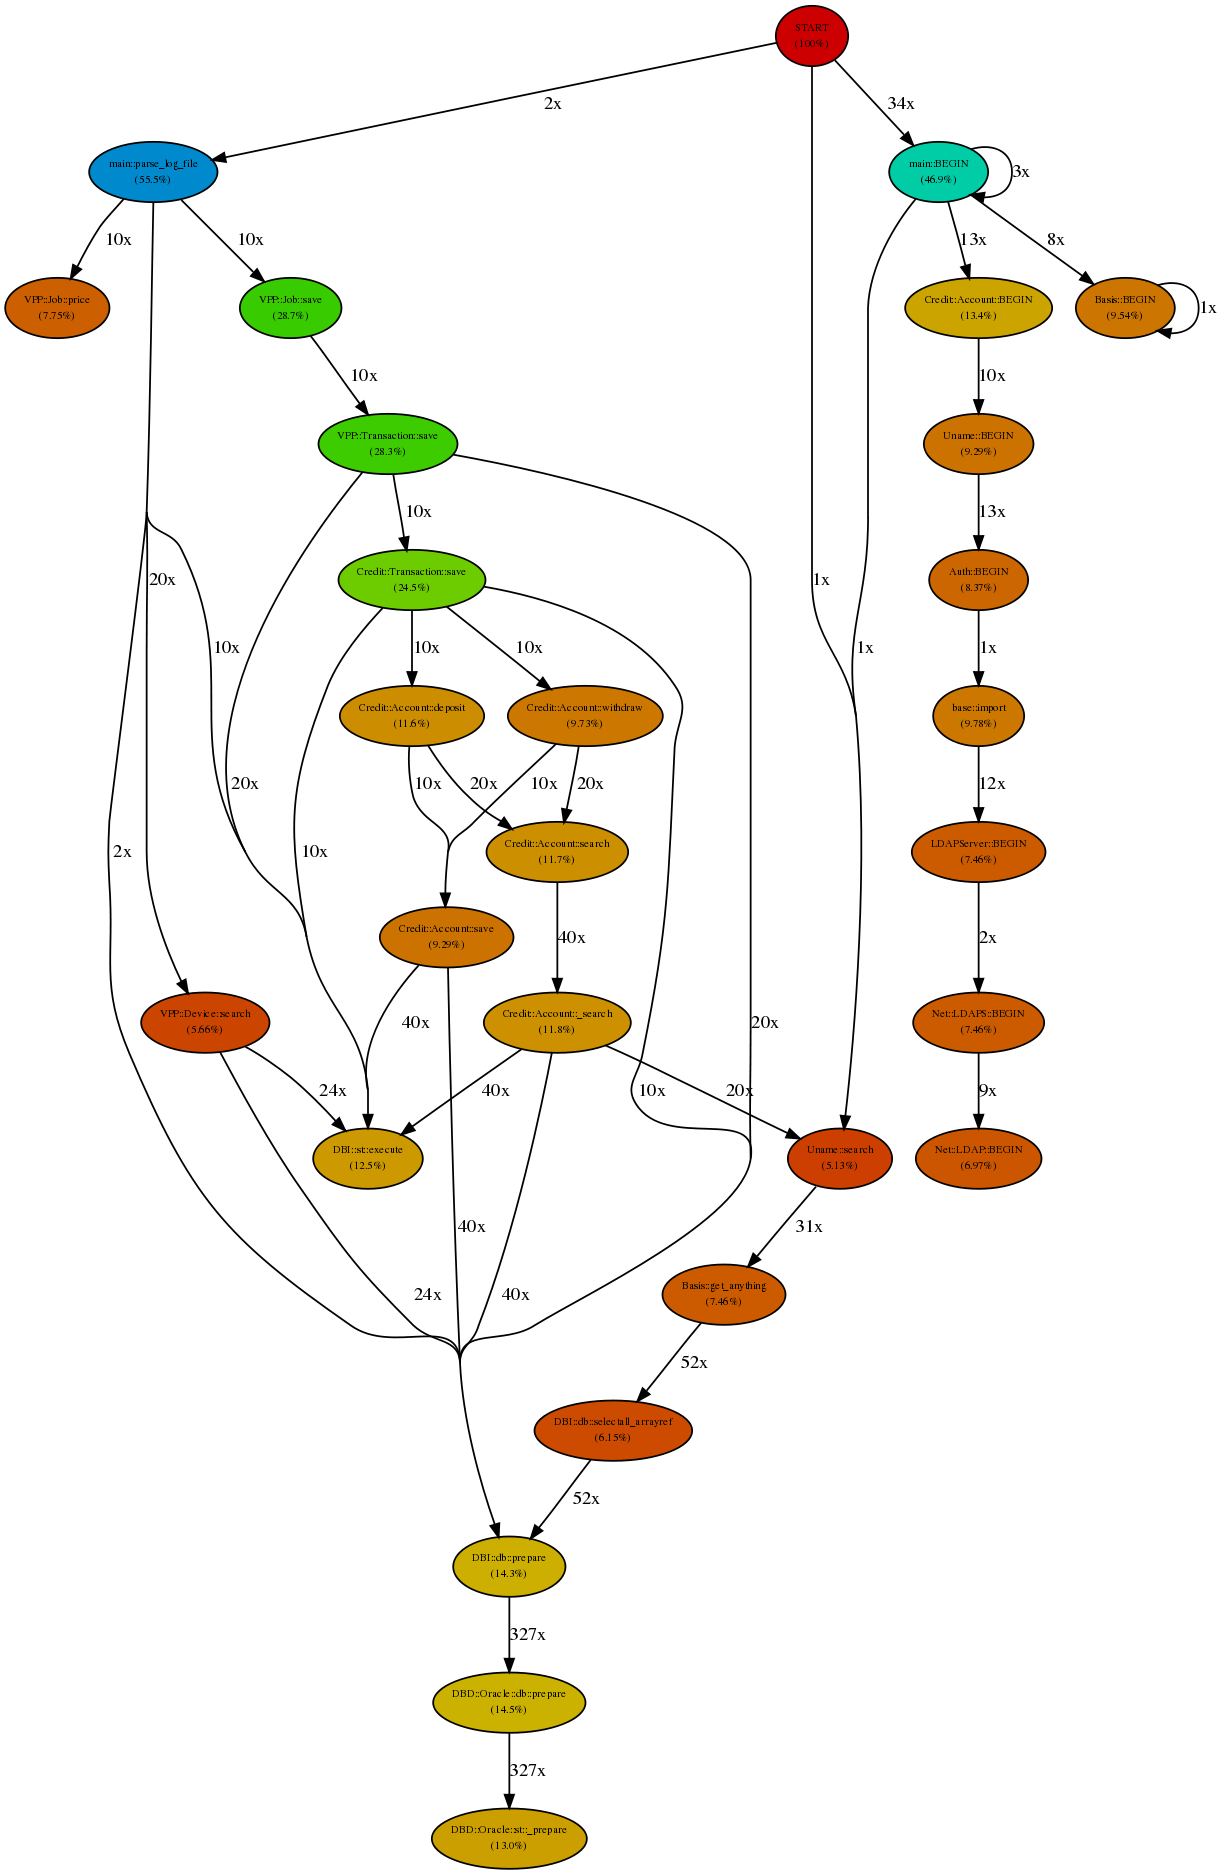 START
(100%)
2x
34x
main::parse_log_file
(55.5%)
main::BEGIN
(46.9%)
3x
10x
10x
13x
8x
VPP::Job::price
(7.75%)
VPP::Job::save
(28.7%)
Credit::Account::BEGIN
(13.4%)
Basis::BEGIN
(9.54%)
1x
10x
10x
VPP::Transaction::save
(28.3%)
Uname::BEGIN
(9.29%)
10x
13x
20x
Credit::Transaction::save
(24.5%)
1x
Auth::BEGIN
(8.37%)
10x
10x
10x
1x
1x
Credit::Account::deposit
(11.6%)
Credit::Account::withdraw
(9.73%)
base::import
(9.78%)
20x
10x
20x
10x
20x
12x
2x
10x
Credit::Account::search
(11.7%)
LDAPServer::BEGIN
(7.46%)
Credit::Account::save
(9.29%)
40x
2x
VPP::Device::search
(5.66%)
40x
Credit::Account::_search
(11.8%)
20x
Net::LDAPS::BEGIN
(7.46%)
24x
40x
10x
20x
9x
DBI::st::execute
(12.5%)
Uname::search
(5.13%)
Net::LDAP::BEGIN
(6.97%)
40x
31x
24x
40x
Basis::get_anything
(7.46%)
52x
DBI::db::selectall_arrayref
(6.15%)
52x
DBI::db::prepare
(14.3%)
327x
DBD::Oracle::db::prepare
(14.5%)
327x
DBD::Oracle::st::_prepare
(13.0%)